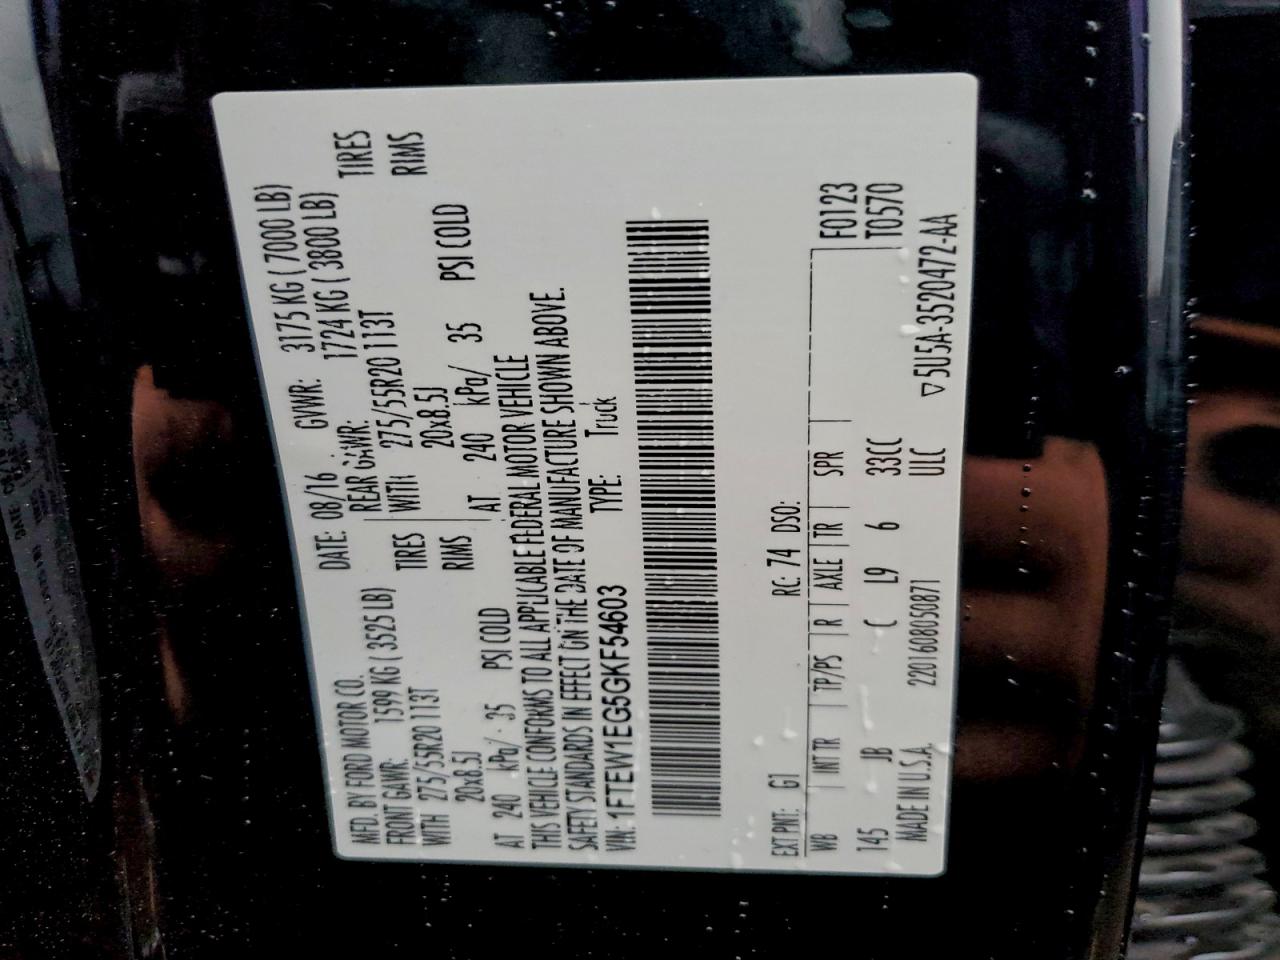 MFD. BY FORD MOTOR CO.
DATE: 08/16 GVWR: 3175 KG ( 7000 LB)
FRONT GAWR: 1599 KG ( 3525 LB)
REAR GAWR: 1724 KG ( 3800 LB)
WITH 275/55R20 113T TIRES
WITH 275/55R20 113T TIRES
20x8.5J RIMS
20x8.5J RIMS
AT 240 kPa/ 35 PSI COLD
AT 240 kPa/ 35 PSI COLD
THIS VEHICLE CONFORMS TO ALL APPLICABLE FEDERAL MOTOR VEHICLE
SAFETY STANDARDS IN EFFECT ON THE DATE OF MANUFACTURE SHOWN ABOVE.
VIN: 1FTEW1EG5GKF54603 TYPE: Truck
EXT PNT: G1 RC: 74 DSO: F0123
WB INT TR TP/PS R AXLE TR SPR T0570
145 JB C L9 6 33CC
MADE IN U.S.A. 2201608050871 ULC ▽5U5A-3520472-AA